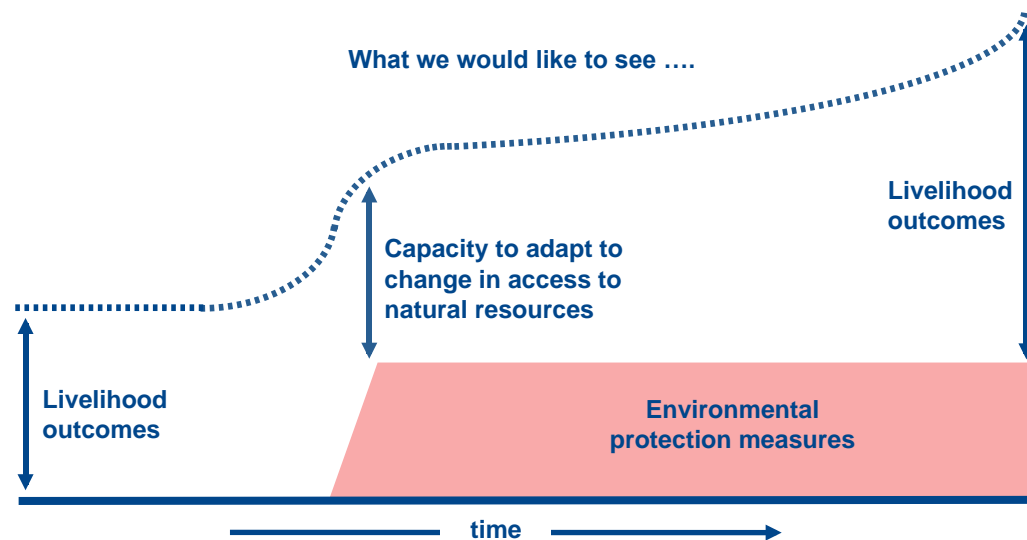 What we would like to see ....
Livelihood
outcomes
Capacity to adapt to
change in access to
natural resources
Livelihood
outcomes
Environmental
protection measures
time